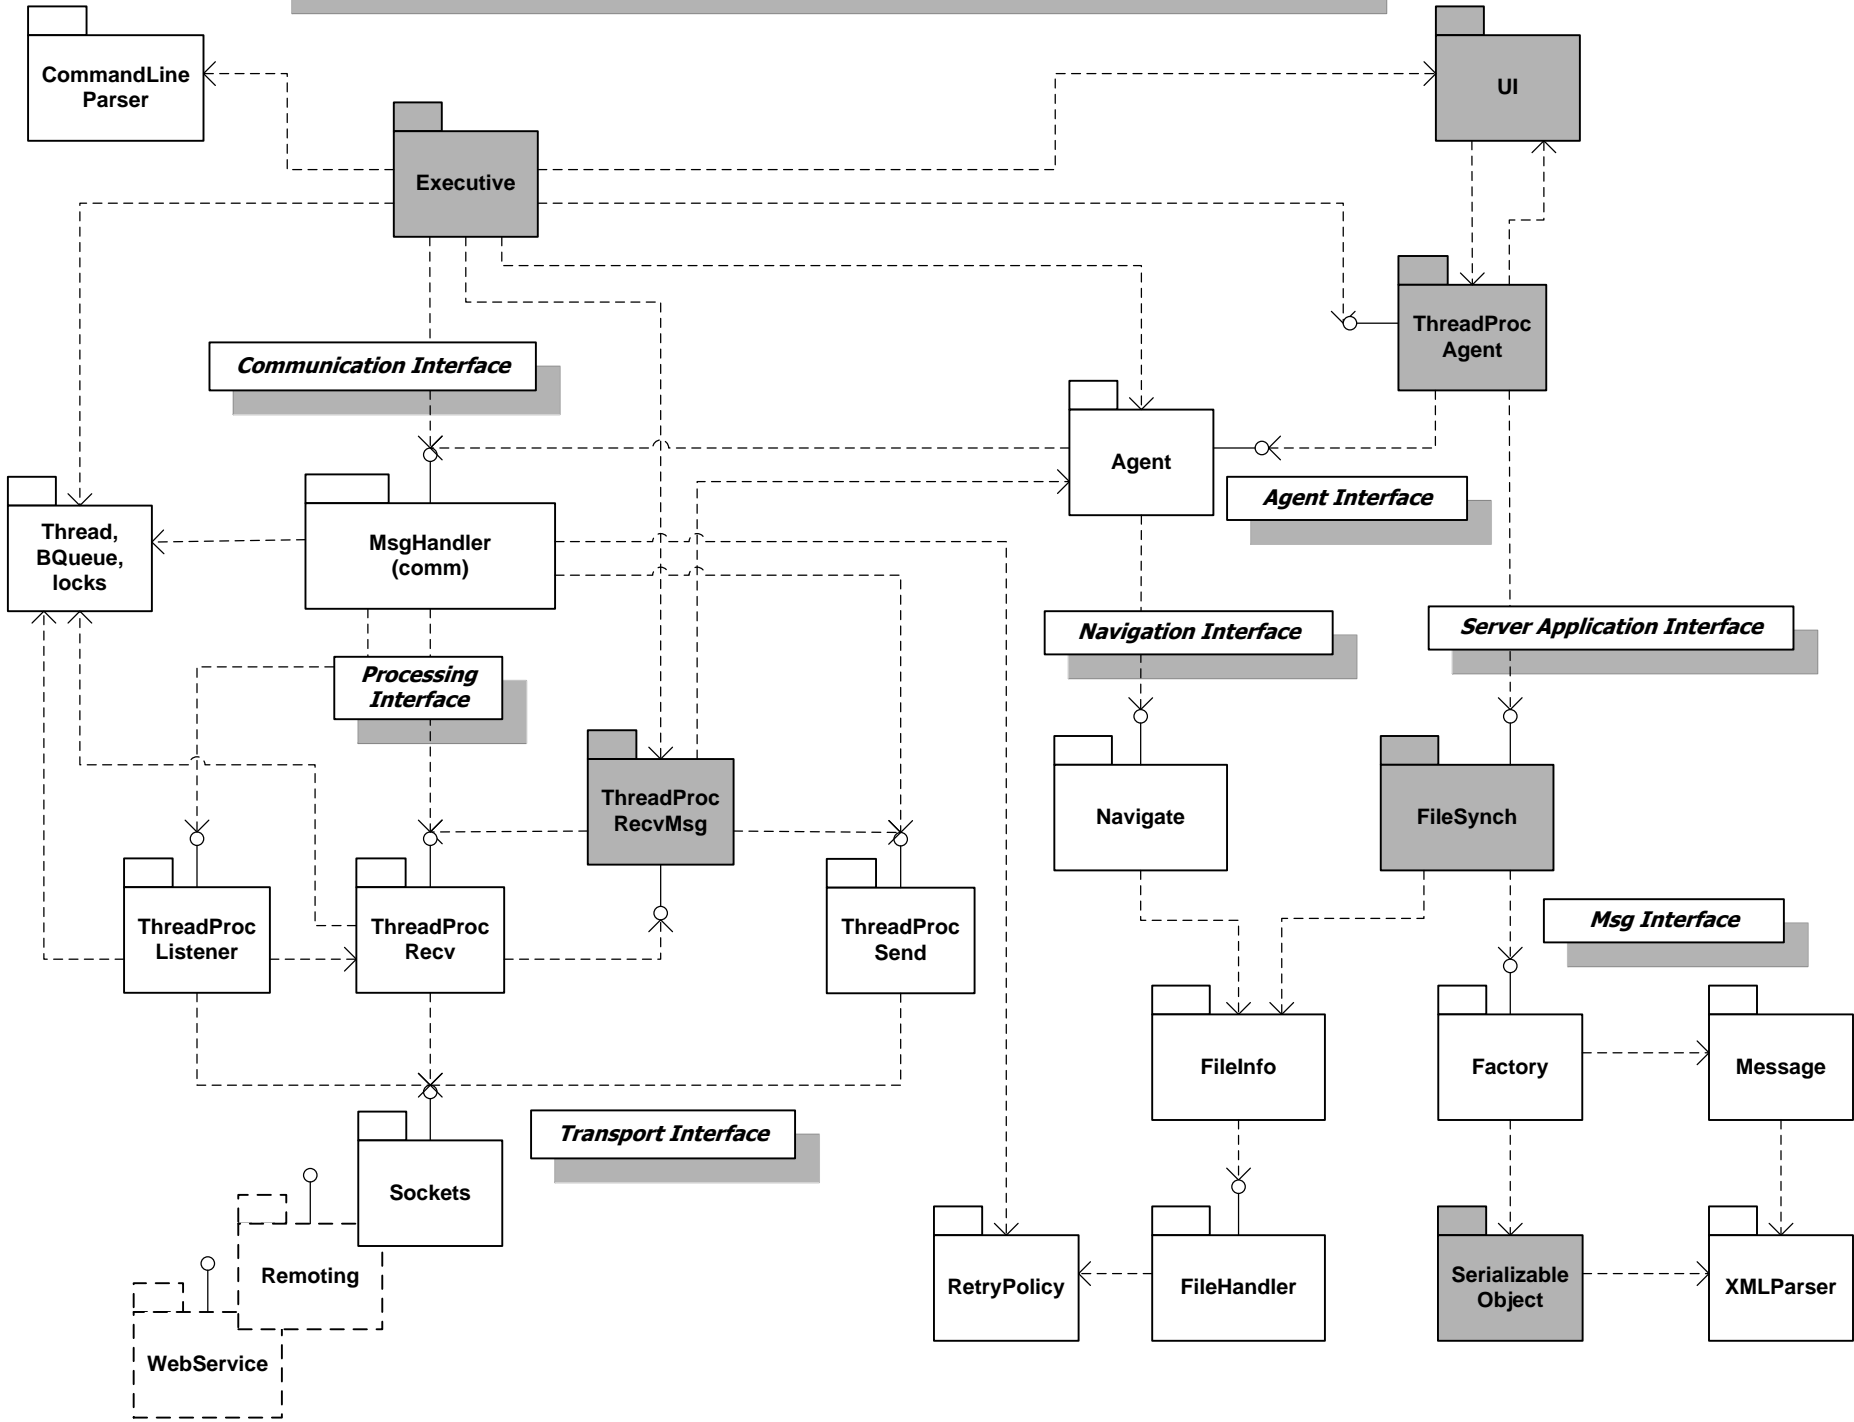 CommandLine
Parser
UI
Executive
ThreadProc
Agent
Communication Interface
Agent
Agent Interface
Thread,
BQueue,
locks
MsgHandler
(comm)
Navigation Interface
Server Application Interface
Processing
Interface
ThreadProc
RecvMsg
Navigate
FileSynch
ThreadProc
Listener
ThreadProc
Recv
ThreadProc
Send
Msg Interface
FileInfo
Factory
Message
Transport Interface
Sockets
Remoting
RetryPolicy
FileHandler
Serializable
Object
XMLParser
WebService